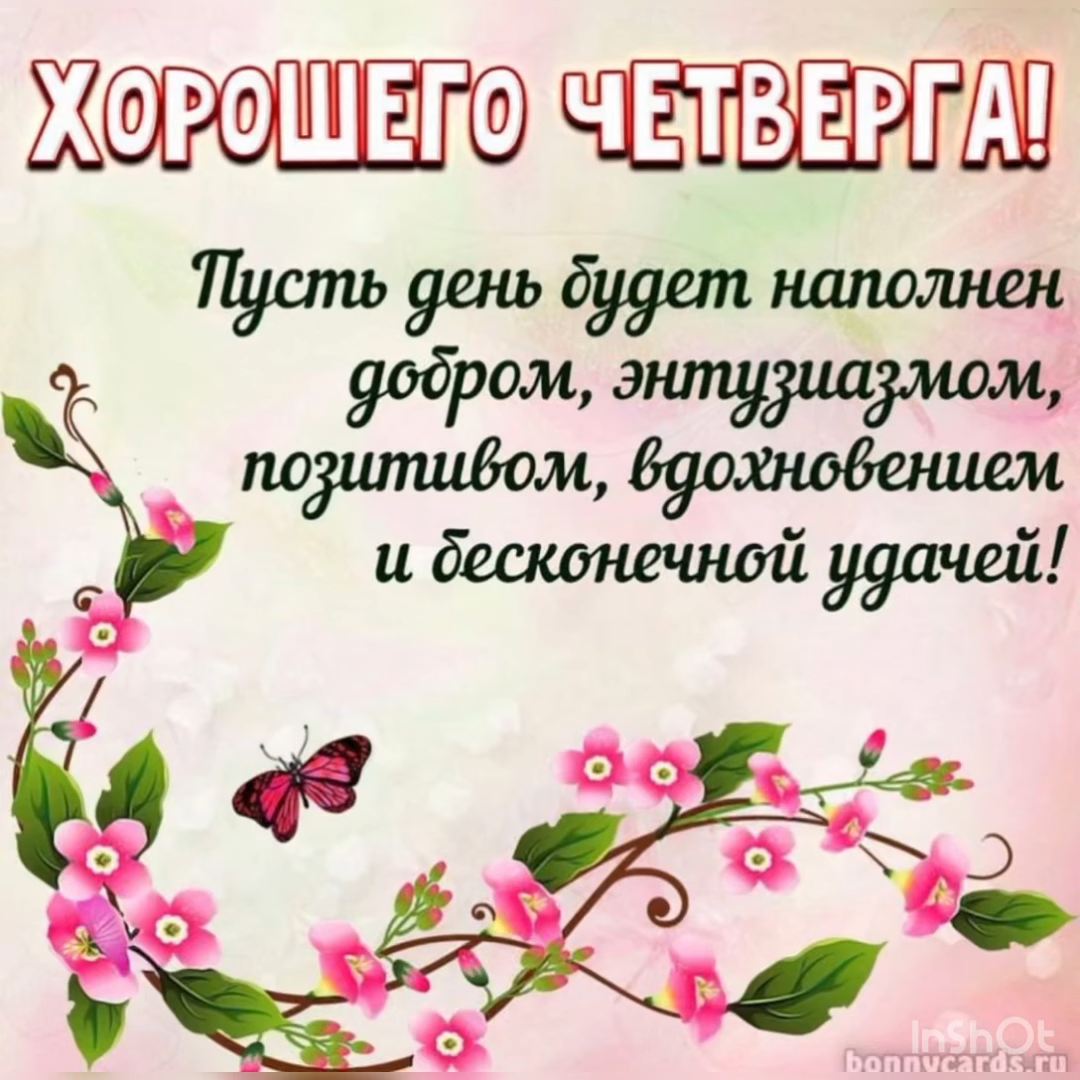 ХОРОШЕГО ЧЕТВЕРГА!
Пусть день будет наполнен
добром, энтузиазмом,
позитивом, вдохновением
и бесконечной удачей!
InShOt
bonnycards.ru